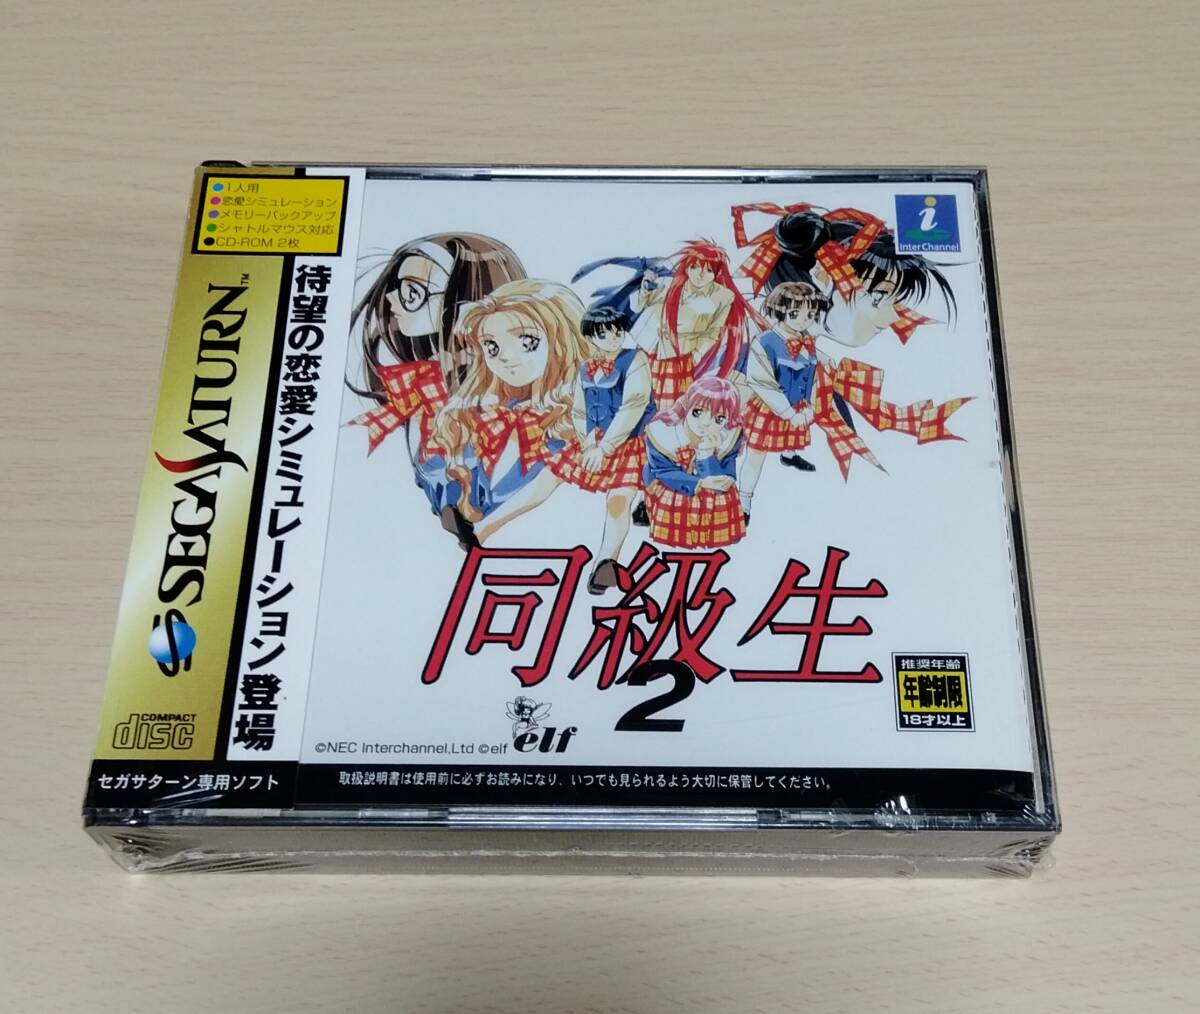 ●1人用
●恋愛シミュレーション
●メモリーバックアップ
●シャトルマウス対応
●CD-ROM 2枚
SEGA SATURN™
COMPACT
disc
セガサターン専用ソフト
待望の恋愛シミュレーション登場
i
InterChannel
同級生
2
elf
©NEC Interchannel,Ltd ©elf
推奨年齢
年齢制限
18才以上
取扱説明書は使用前に必ずお読みになり、いつでも見られるよう大切に保管してください。